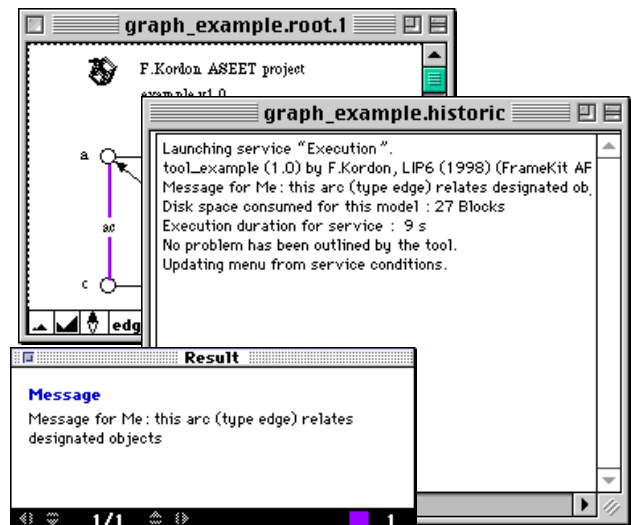 graph_example.root.1
F.Kordon ASEET project
example v1.0
a
ac
c
edg
graph_example.historic
Launching service "Execution".
tool_example (1.0) by F.Kordon, LIP6 (1998) (FrameKit AF
Message for Me: this arc (type edge) relates designated ob
Disk space consumed for this model : 27 Blocks
Execution duration for service : 9 s
No problem has been outlined by the tool.
Updating menu from service conditions.
Result
Message
Message for Me: this arc (type edge) relates
designated objects
1/1
1